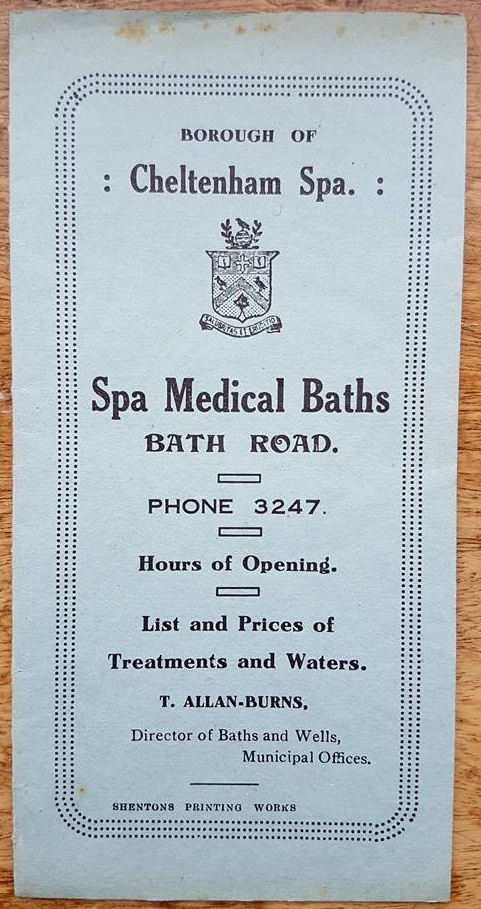 BOROUGH OF
: Cheltenham Spa. :
SALUBRITAS ET ERUDITIO
Spa Medical Baths
BATH ROAD.
PHONE 3247.
Hours of Opening.
List and Prices of
Treatments and Waters.
T. ALLAN-BURNS,
Director of Baths and Wells,
Municipal Offices.
SHENTONS PRINTING WORKS